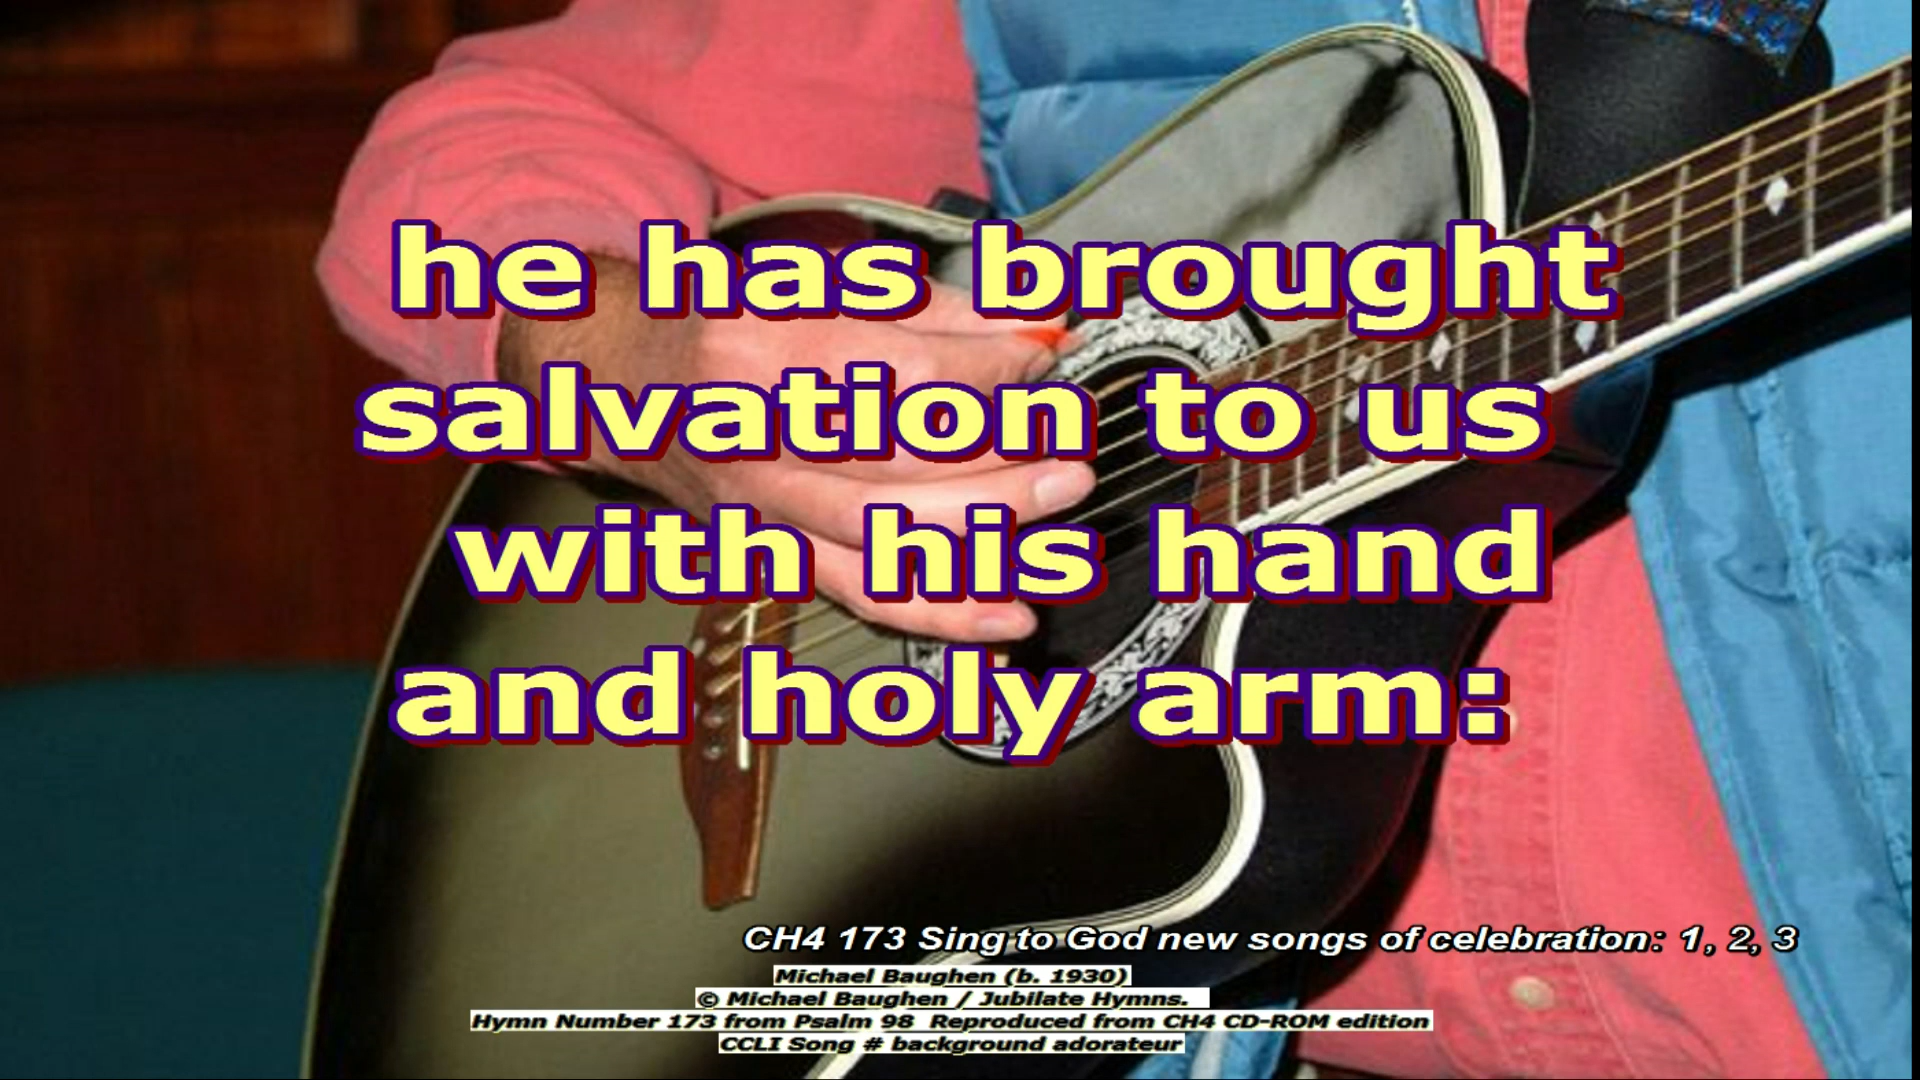 he has brought
salvation to us
with his hand
and holy arm:
CH4 173 Sing to God new songs of celebration: 1, 2, 3
Michael Baughen (b. 1930)
© Michael Baughen / Jubilate Hymns.
Hymn Number 173 from Psalm 98 Reproduced from CH4 CD-ROM edition
CCLI Song # background adorateur